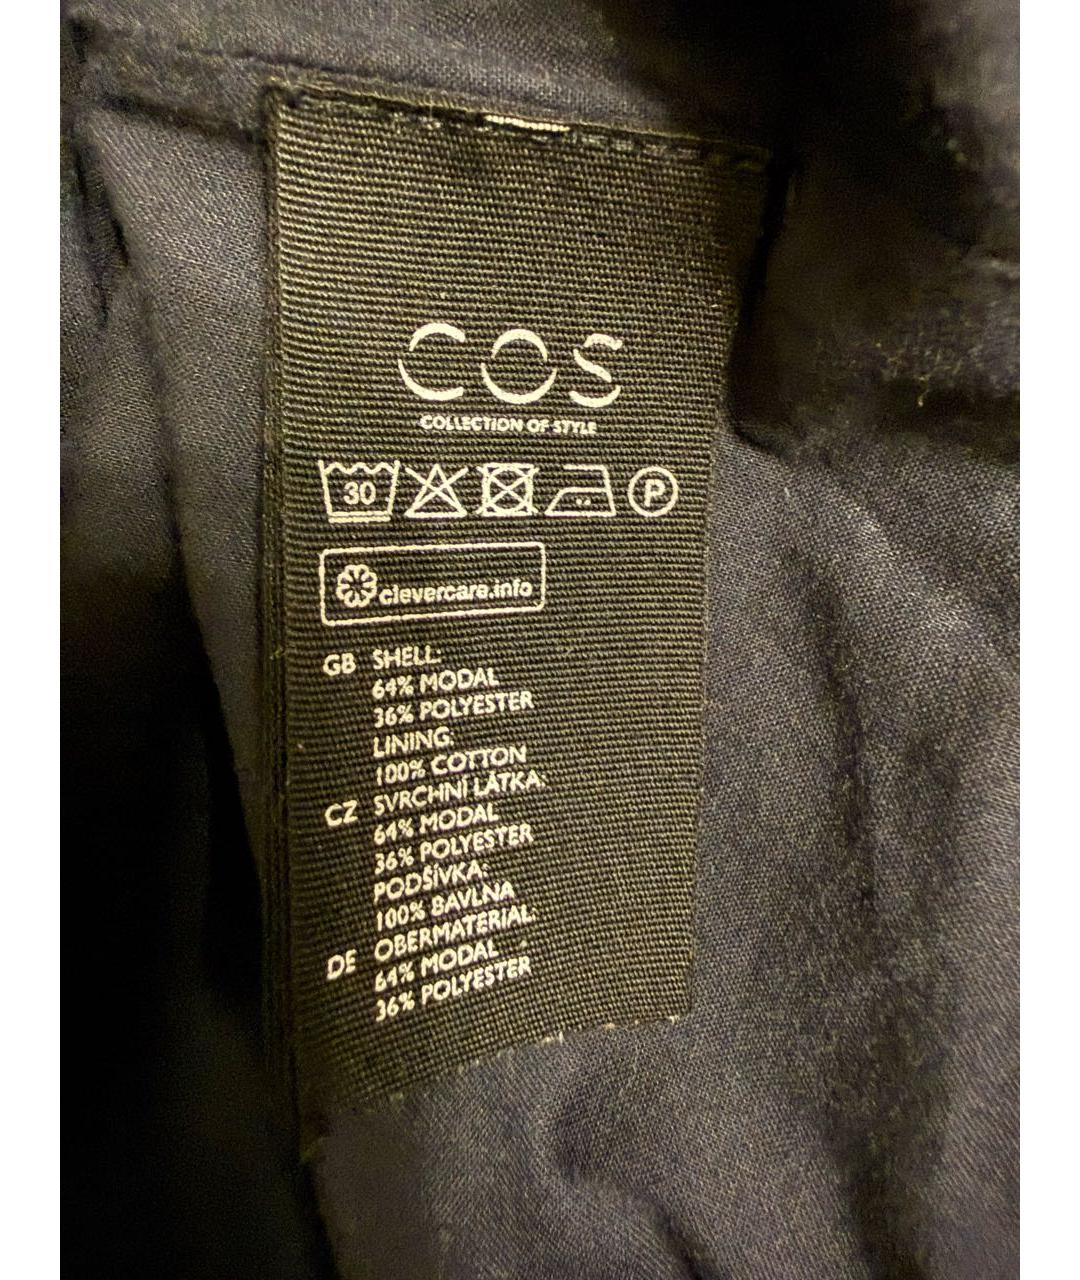 COS
COLLECTION OF STYLE
30 P
clevercare.info
GB SHELL:
64% MODAL
36% POLYESTER
LINING:
100% COTTON
CZ SVRCHNÍ LÁTKA:
64% MODAL
36% POLYESTER
PODŠÍVKA:
100% BAVLNA
DE OBERMATERIAL:
64% MODAL
36% POLYESTER